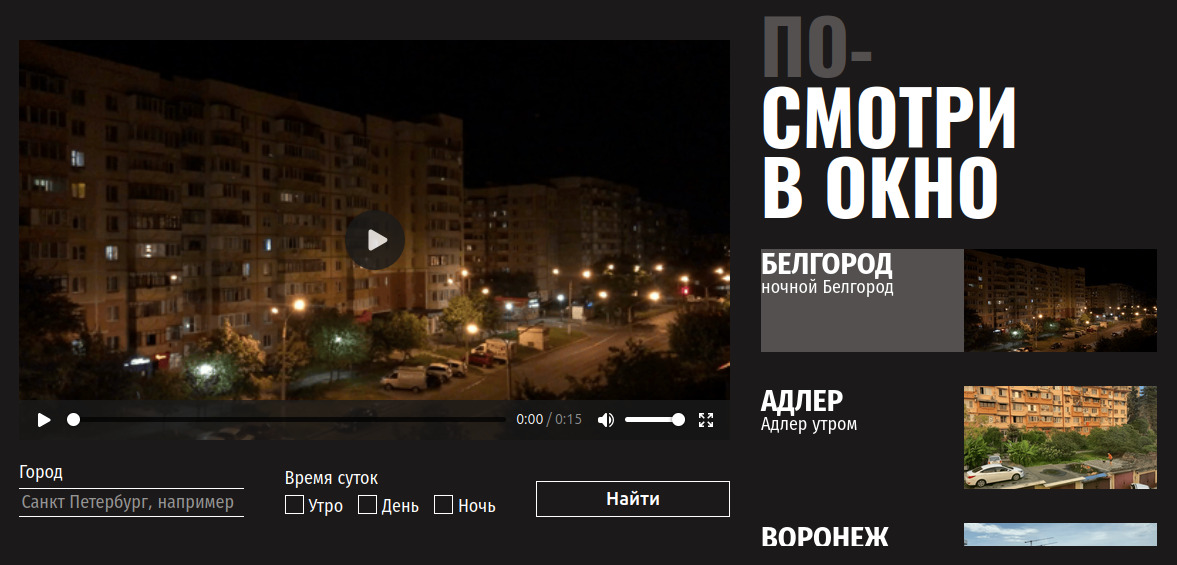 ПО-
СМОТРИ
В ОКНО
0:00 / 0:15
Город
Санкт Петербург, например
Время суток
Утро
День
Ночь
Найти
БЕЛГОРОД
ночной Белгород
АДЛЕР
Адлер утром
ВОРОНЕЖ